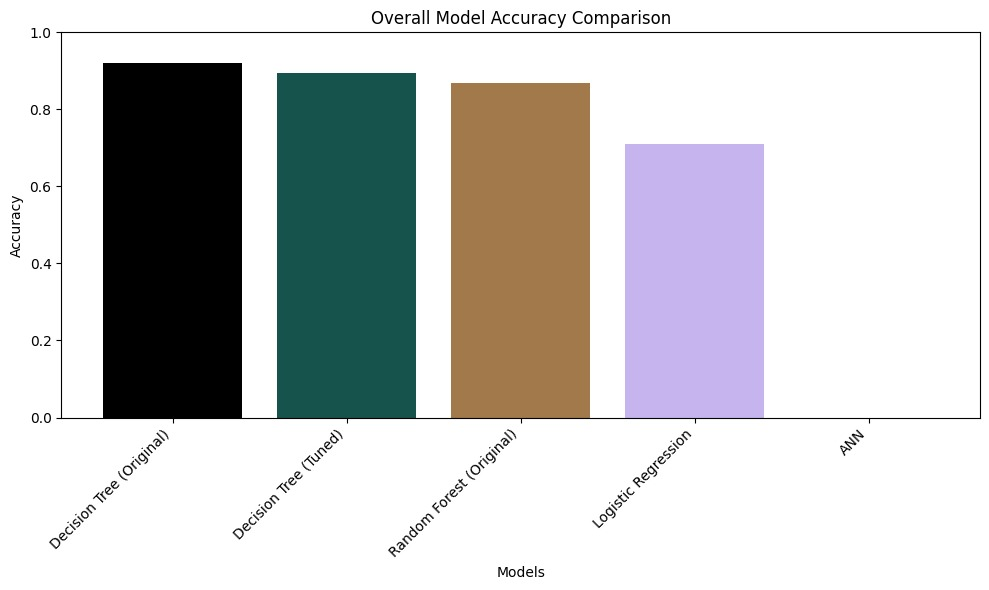 Overall Model Accuracy Comparison
1.0
0.8
0.6
0.4
0.2
0.0
Accuracy
Decision Tree (Original)
Decision Tree (Tuned)
Random Forest (Original)
Logistic Regression
ANN
Models